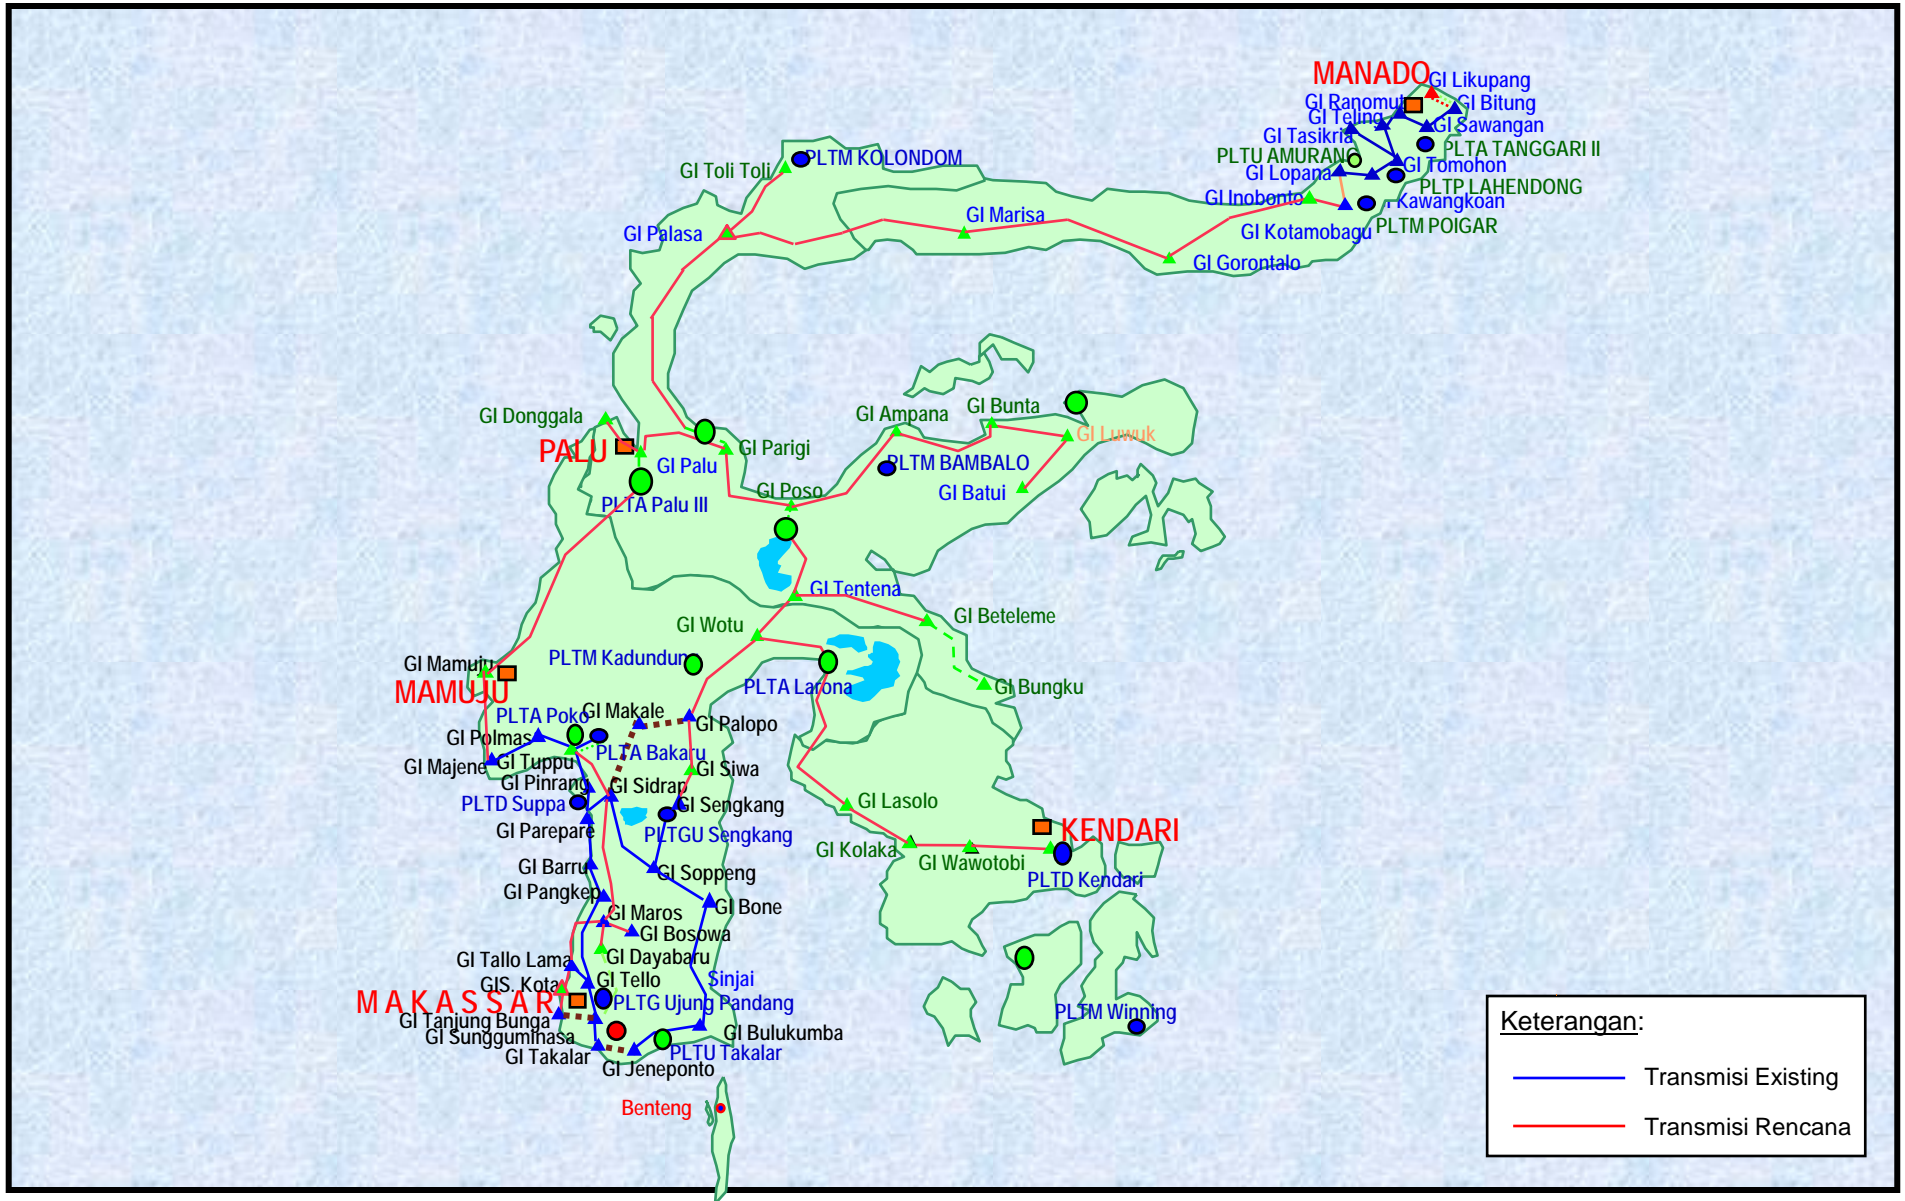 MANADO
GI Likupang
GI Ranomut
GI Bitung
GI Teling
GI Sawangan
GI Tasikria
PLTA TANGGARI II
PLTM KOLONDOM
PLTU AMURANG
GI Toli Toli
GI Lopana
GI Tomohon
PLTP LAHENDONG
GI Inobonto
Kawangkoan
GI Marisa
GI Palasa
GI Kotamobagu
PLTM POIGAR
GI Gorontalo
GI Donggala
GI Ampana
GI Bunta
GI Luwuk
PALU
GI Parigi
GI Palu
PLTM BAMBALO
GI Poso
GI Batui
PLTA Palu III
GI Tentena
GI Beteleme
GI Wotu
GI Mamuju
PLTM Kadundung
MAMUJU
PLTA Larona
GI Bungku
PLTA Poko
GI Makale
GI Palopo
GI Polmas
PLTA Bakaru
GI Majene
GI Tuppu
GI Siwa
GI Pinrang
GI Sidrap
PLTD Suppa
GI Sengkang
GI Lasolo
GI Parepare
PLTGU Sengkang
KENDARI
GI Kolaka
GI Wawotobi
GI Barru
GI Soppeng
PLTD Kendari
GI Pangkep
GI Bone
GI Maros
GI Bosowa
GI Tallo Lama
GI Dayabaru
GIS. Kota
GI Tello
Sinjai
MAKASSAR
PLTG Ujung Pandang
PLTM Winning
GI Tanjung Bunga
GI Sungguminasa
GI Bulukumba
GI Takalar
PLTU Takalar
GI Jeneponto
Benteng
Keterangan:
Transmisi Existing
Transmisi Rencana